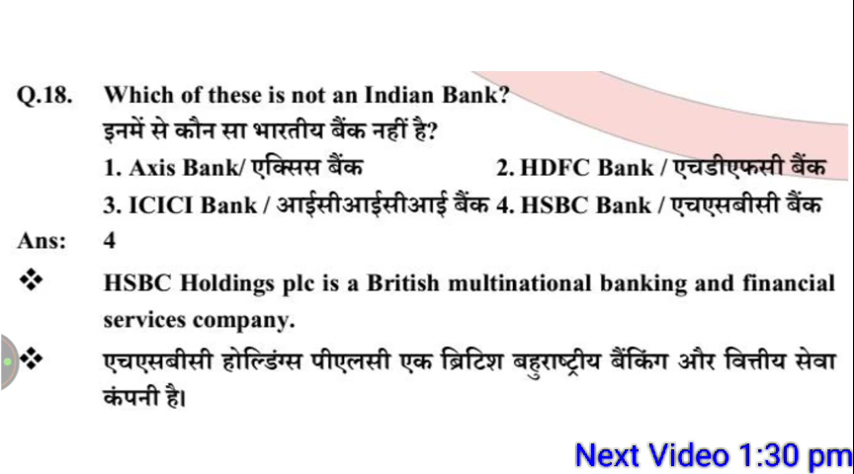 Q.18. Which of these is not an Indian Bank?
इनमें से कौन सा भारतीय बैंक नहीं है?
1. Axis Bank/ एक्सिस बैंक 2. HDFC Bank / एचडीएफसी बैंक
3. ICICI Bank / आईसीआईसीआई बैंक 4. HSBC Bank / एचएसबीसी बैंक
Ans: 4
❖ HSBC Holdings plc is a British multinational banking and financial
services company.
❖ एचएसबीसी होल्डिंग्स पीएलसी एक ब्रिटिश बहुराष्ट्रीय बैंकिंग और वित्तीय सेवा
कंपनी है।
Next Video 1:30 pm